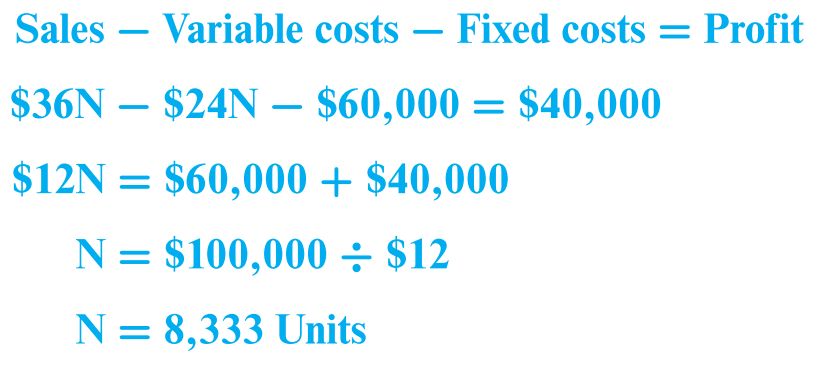 Sales − Variable costs − Fixed costs = Profit
$36N − $24N − $60,000 = $40,000
$12N = $60,000 + $40,000
N = $100,000 ÷ $12
N = 8,333 Units